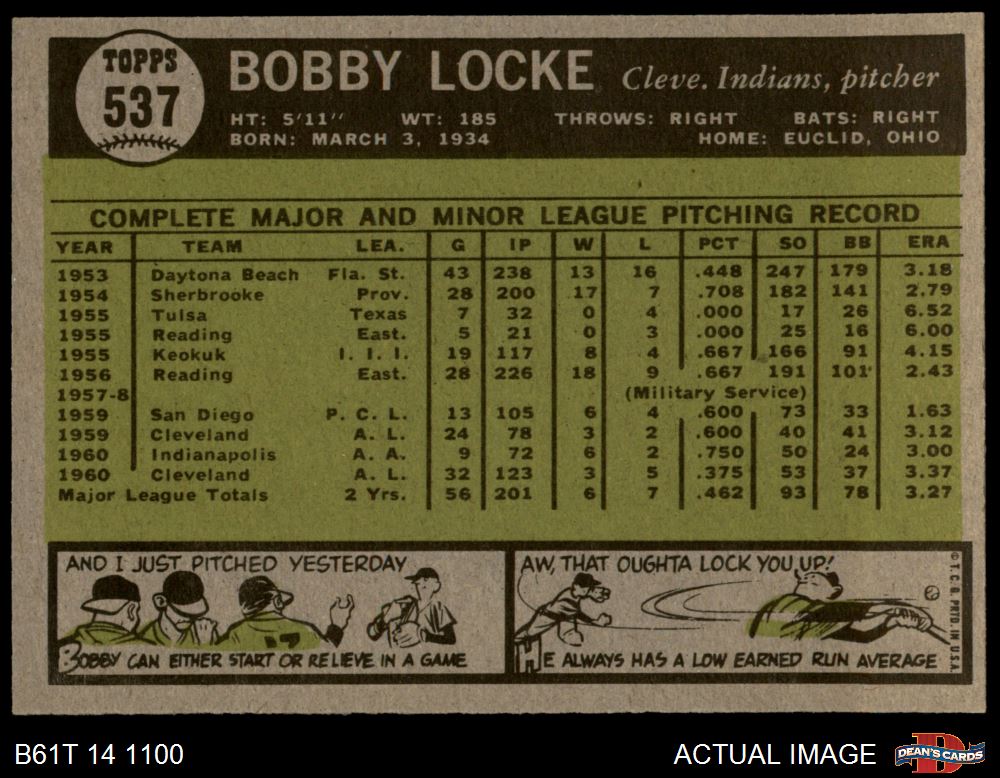 TOPPS
537
BOBBY LOCKE Cleve. Indians, pitcher
HT: 5'11" WT: 185 THROWS: RIGHT BATS: RIGHT
BORN: MARCH 3, 1934 HOME: EUCLID, OHIO
COMPLETE MAJOR AND MINOR LEAGUE PITCHING RECORD
YEAR TEAM LEA. G IP W L PCT SO BB ERA
1953 Daytona Beach Fla. St. 43 238 13 16 .448 247 179 3.18
1954 Sherbrooke Prov. 28 200 17 7 .708 182 141 2.79
1955 Tulsa Texas 7 32 0 4 .000 17 26 6.52
1955 Reading East. 5 21 0 3 .000 25 16 6.00
1955 Keokuk I. I. I. 19 117 8 4 .667 166 91 4.15
1956 Reading East. 28 226 18 9 .667 191 101 2.43
1957-8 (Military Service)
1959 San Diego P. C. L. 13 105 6 4 .600 73 33 1.63
1959 Cleveland A. L. 24 78 3 2 .600 40 41 3.12
1960 Indianapolis A. A. 9 72 6 2 .750 50 24 3.00
1960 Cleveland A. L. 32 123 3 5 .375 53 37 3.37
Major League Totals 2 Yrs. 56 201 6 7 .462 93 78 3.27
AND I JUST PITCHED YESTERDAY
BOBBY CAN EITHER START OR RELIEVE IN A GAME
AW, THAT OUGHTA LOCK YOU UP!
HE ALWAYS HAS A LOW EARNED RUN AVERAGE
© T. C. G. PRTD. IN U.S.A.
B61T 14 1100 ACTUAL IMAGE
D
DEAN'S CARDS